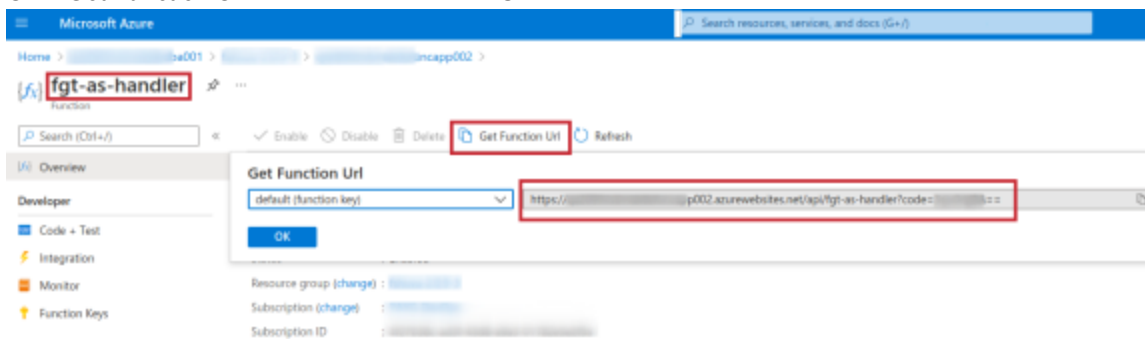 Microsoft Azure
Search resources, services, and docs (G+/)
Home > ba001 > > ncapp002 >
fgt-as-handler ...
Function
Search (Ctrl+/) «
Enable Disable Delete Get Function Url Refresh
Overview
Get Function Url
default (function key)
https:// p002.azurewebsites.net/api/fgt-as-handler?code= ==
OK
Developer
Code + Test
Integration
Monitor
Function Keys
Resource group (change) :
Subscription (change) :
Subscription ID :